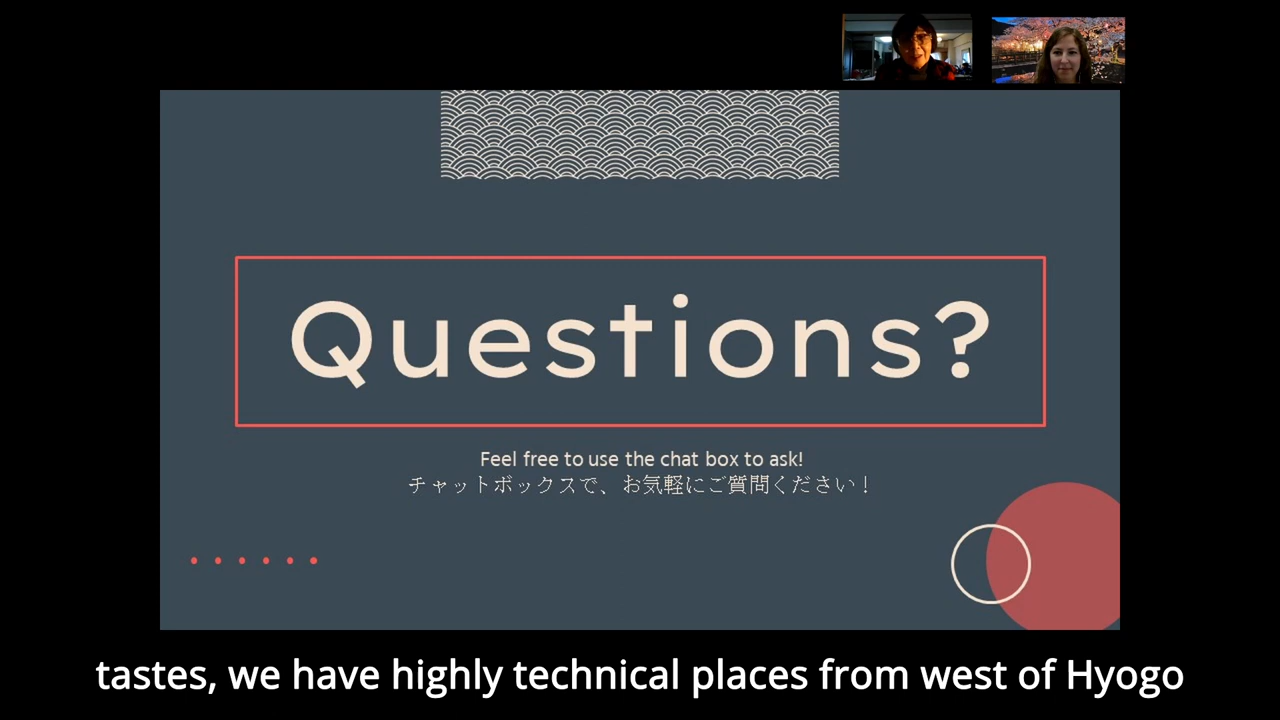 Questions?
Feel free to use the chat box to ask!
チャットボックスで、お気軽にご質問ください！
tastes, we have highly technical places from west of Hyogo